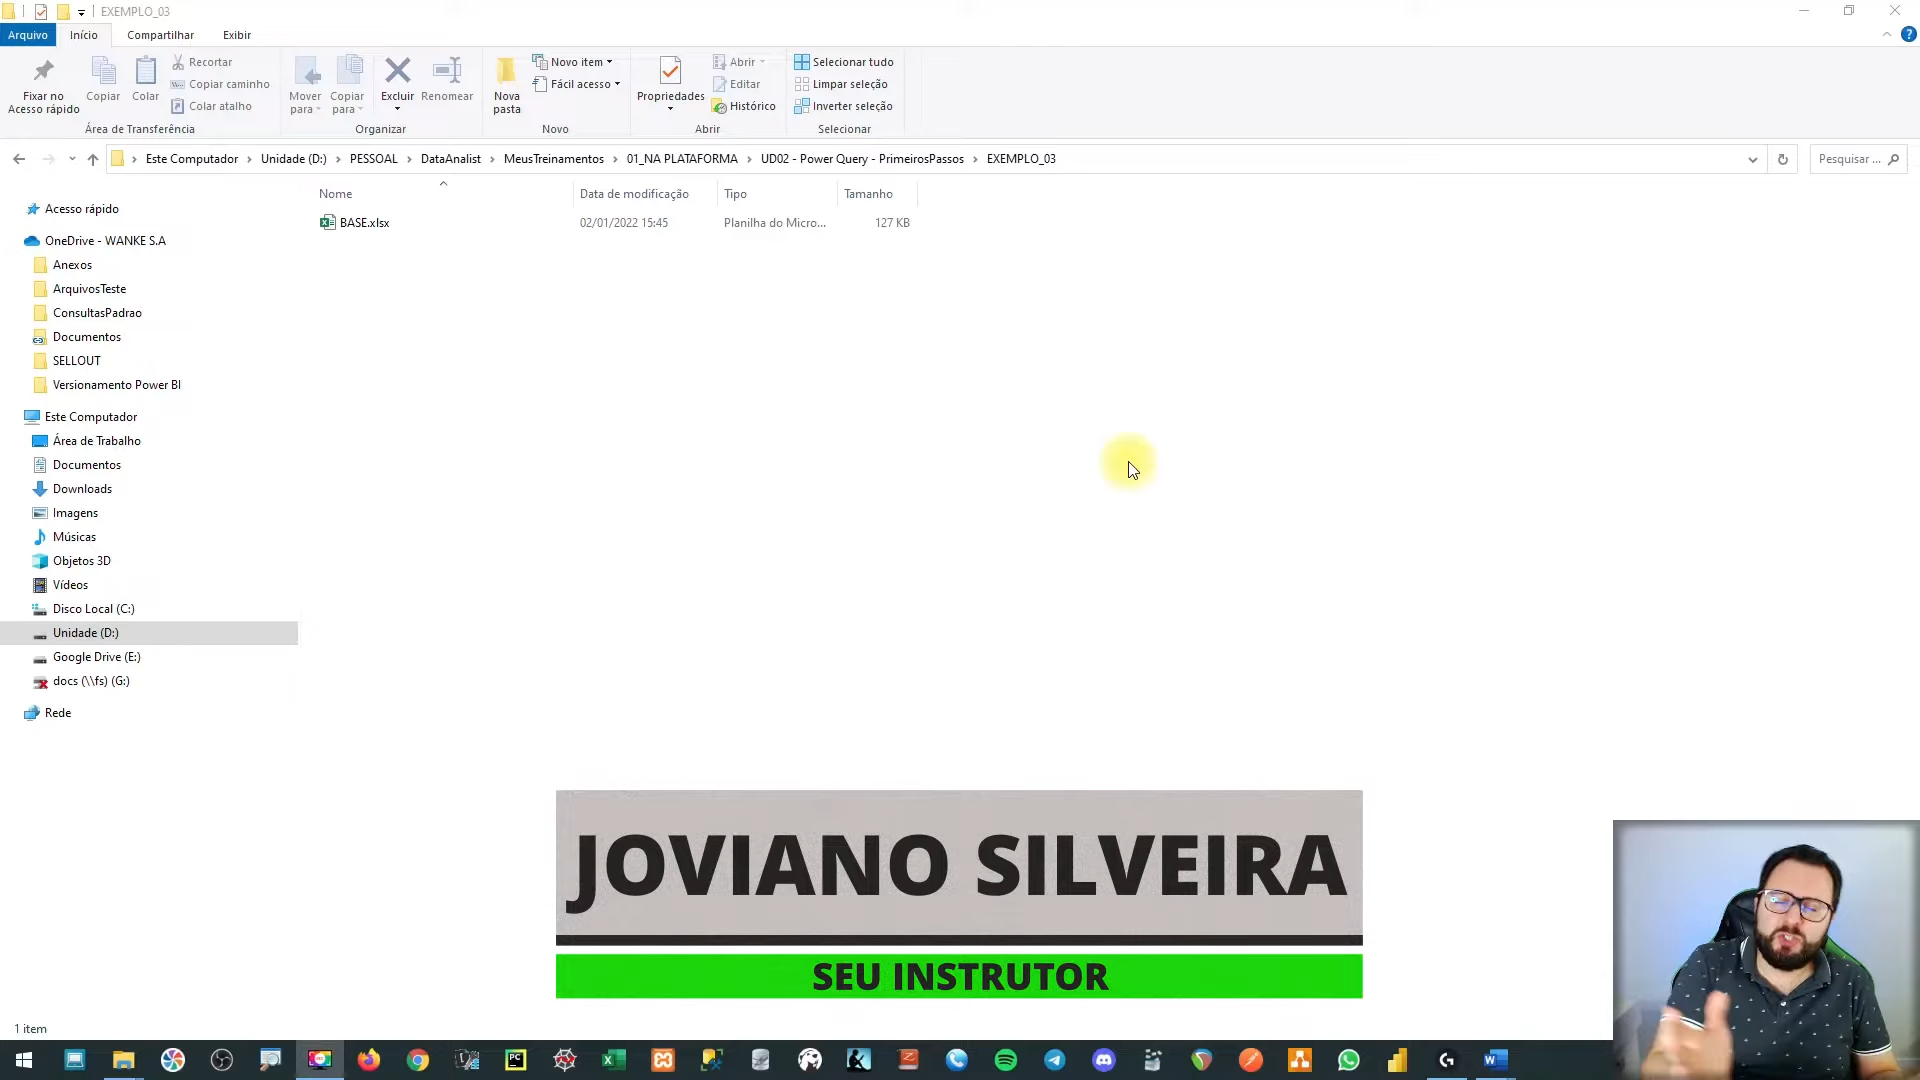 EXEMPLO_03
Arquivo
Início
Compartilhar
Exibir
Fixar no
Acesso rápido
Copiar
Colar
Recortar
Copiar caminho
Colar atalho
Área de Transferência
Mover
para
Copiar
para
Excluir
Renomear
Organizar
Nova
pasta
Novo item
Fácil acesso
Novo
Propriedades
Abrir
Editar
Histórico
Abrir
Selecionar tudo
Limpar seleção
Inverter seleção
Selecionar
Este Computador
Unidade (D:)
PESSOAL
DataAnalist
MeusTreinamentos
01_NA PLATAFORMA
UD02 - Power Query - PrimeirosPassos
EXEMPLO_03
Pesquisar ...
Nome
Data de modificação
Tipo
Tamanho
BASE.xlsx
02/01/2022 15:45
Planilha do Micro...
127 KB
Acesso rápido
OneDrive - WANKE S.A
Anexos
ArquivosTeste
ConsultasPadrao
Documentos
SELLOUT
Versionamento Power BI
Este Computador
Área de Trabalho
Documentos
Downloads
Imagens
Músicas
Objetos 3D
Vídeos
Disco Local (C:)
Unidade (D:)
Google Drive (E:)
docs (\\fs) (G:)
Rede
JOVIANO SILVEIRA
SEU INSTRUTOR
1 item